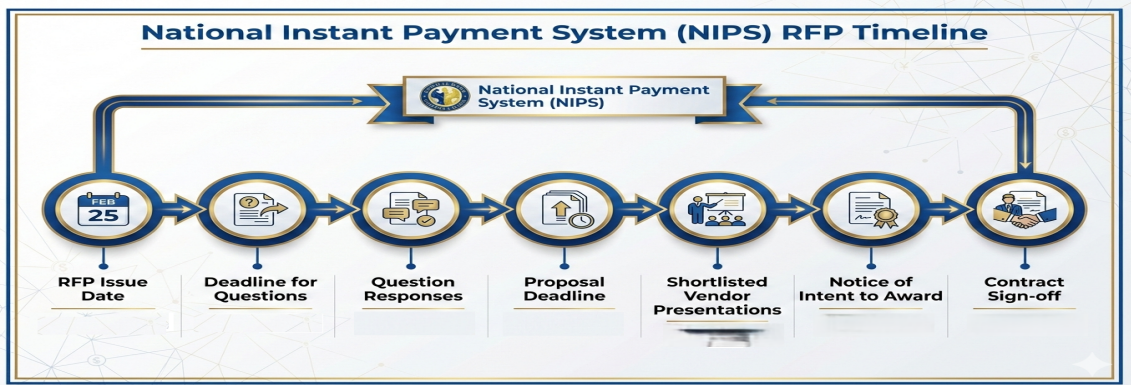 National Instant Payment System (NIPS) RFP Timeline
National Instant Payment
System (NIPS)
FEB
25
RFP Issue
Date
Deadline for
Questions
Question
Responses
Proposal
Deadline
Shortlisted
Vendor
Presentations
Notice of
Intent to Award
Contract
Sign-off